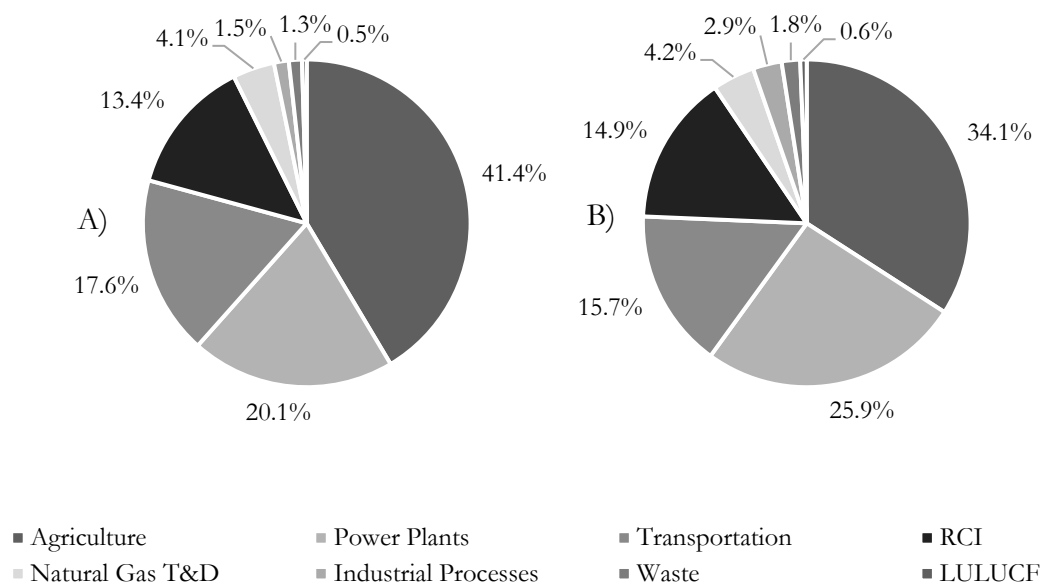 1.5% 1.3% 0.5%
4.1%
13.4%
41.4%
A)
17.6%
20.1%
2.9% 1.8% 0.6%
4.2%
14.9%
34.1%
B)
15.7%
25.9%
Agriculture Power Plants Transportation RCI
Natural Gas T&D Industrial Processes Waste LULUCF